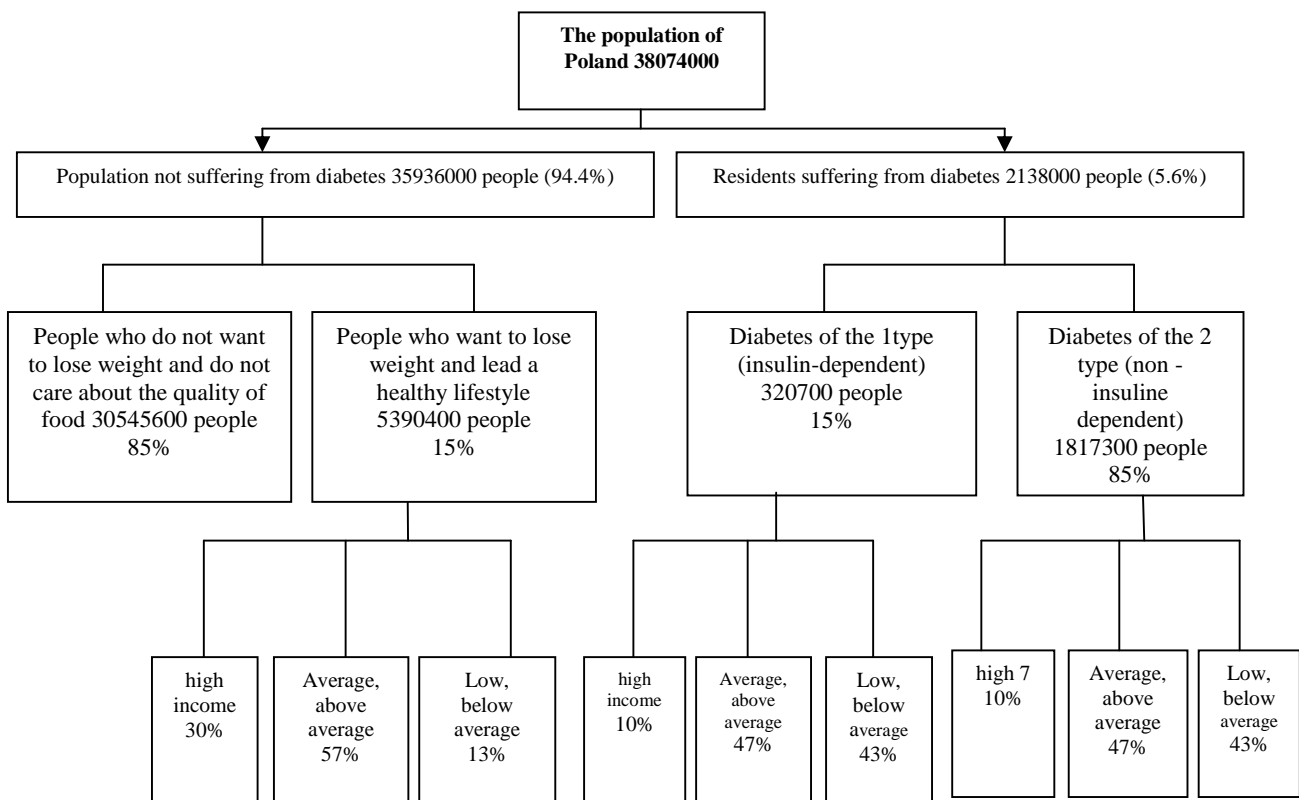 The population of
Poland 38074000
Population not suffering from diabetes 35936000 people (94.4%)
Residents suffering from diabetes 2138000 people (5.6%)
People who do not want
to lose weight and do not
care about the quality of
food 30545600 people
85%
People who want to lose
weight and lead a
healthy lifestyle
5390400 people
15%
Diabetes of the 1type
(insulin-dependent)
320700 people
15%
Diabetes of the 2
type (non -
insuline
dependent)
1817300 people
85%
high
income
30%
Average,
above
average
57%
Low,
below
average
13%
high
income
10%
Average,
above
average
47%
Low,
below
average
43%
high 7
10%
Average,
above
average
47%
Low,
below
average
43%